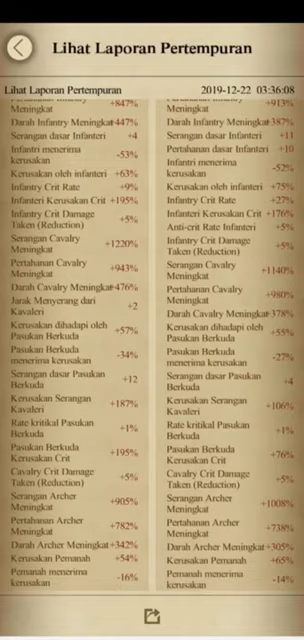 Lihat Laporan Pertempuran
Lihat Laporan Pertempuran 2019-12-22 03:36:08
Meningkat +847%
Darah Infantry Meningkat +447%
Serangan dasar Infanteri +4
Infantri menerima
kerusakan -53%
Kerusakan oleh infanteri +63%
Infantry Crit Rate +9%
Infanteri Kerusakan Crit +195%
Infantry Crit Damage
Taken (Reduction) +5%
Serangan Cavalry
Meningkat +1220%
Pertahanan Cavalry
Meningkat +943%
Darah Cavalry Meningkat +476%
Jarak Menyerang dari
Kavaleri +2
Kerusakan dihadapi oleh
Pasukan Berkuda +57%
Pasukan Berkuda
menerima kerusakan -34%
Serangan dasar Pasukan
Berkuda +12
Kerusakan Serangan
Kavaleri +187%
Rate kritikal Pasukan
Berkuda +1%
Pasukan Berkuda
Kerusakan Crit +195%
Cavalry Crit Damage
Taken (Reduction) +5%
Serangan Archer
Meningkat +905%
Pertahanan Archer
Meningkat +782%
Darah Archer Meningkat +342%
Kerusakan Pemanah +54%
Pemanah menerima
kerusakan -16%
Meningkat +913%
Darah Infantry Meningkat +387%
Serangan dasar Infanteri +11
Pertahanan dasar Infanteri +10
Infantri menerima
kerusakan -52%
Kerusakan oleh infanteri +75%
Infantry Crit Rate +27%
Infanteri Kerusakan Crit +176%
Anti-crit Rate Infantri +5%
Infantry Crit Damage
Taken (Reduction) +5%
Serangan Cavalry
Meningkat +1140%
Pertahanan Cavalry
Meningkat +980%
Darah Cavalry Meningkat +378%
Kerusakan dihadapi oleh
Pasukan Berkuda +55%
Pasukan Berkuda
menerima kerusakan -27%
Serangan dasar Pasukan
Berkuda +4
Kerusakan Serangan
Kavaleri +106%
Rate kritikal Pasukan
Berkuda +1%
Pasukan Berkuda
Kerusakan Crit +76%
Cavalry Crit Damage
Taken (Reduction) +5%
Serangan Archer
Meningkat +1008%
Pertahanan Archer
Meningkat +738%
Darah Archer Meningkat +305%
Kerusakan Pemanah +65%
Pemanah menerima
kerusakan -14%